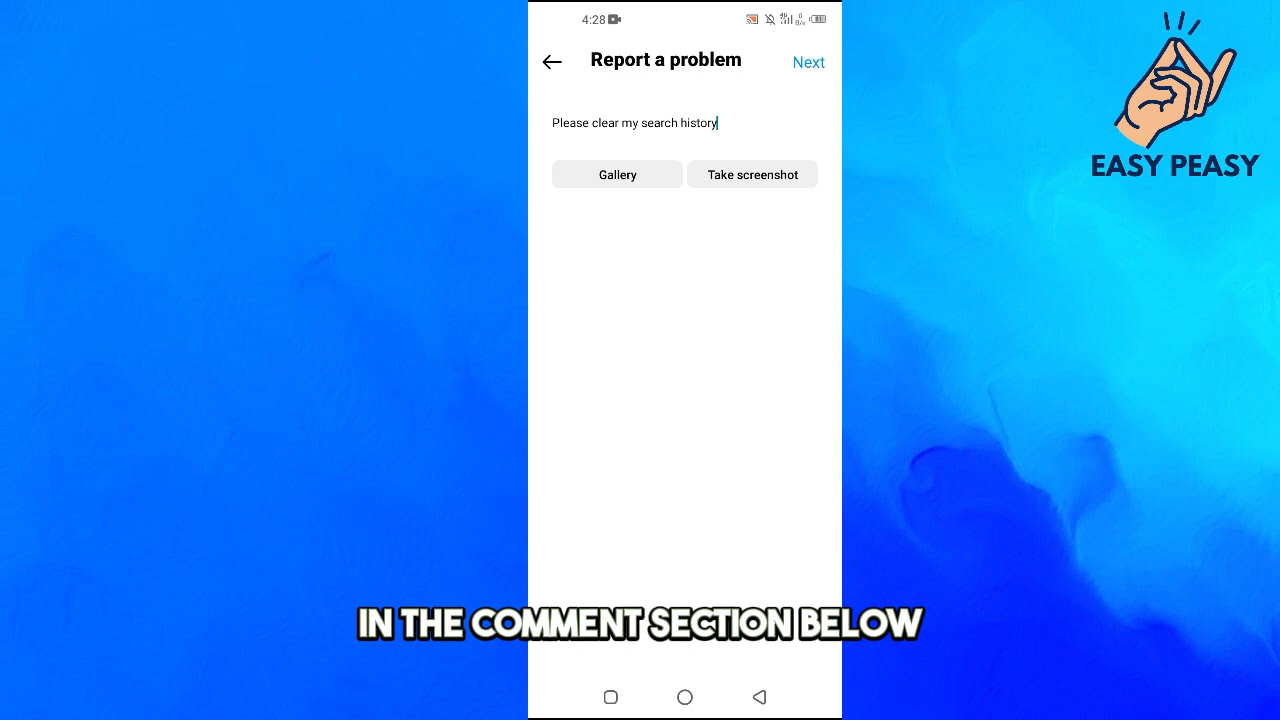 4:28
Report a problem
Next
Please clear my search history
Gallery
Take screenshot
EASY PEASY
IN THE COMMENT SECTION BELOW